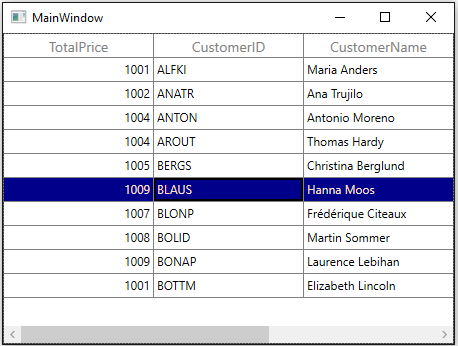 MainWindow
TotalPrice CustomerID CustomerName
1001 ALFKI Maria Anders
1002 ANATR Ana Trujilo
1004 ANTON Antonio Moreno
1004 AROUT Thomas Hardy
1005 BERGS Christina Berglund
1009 BLAUS Hanna Moos
1007 BLONP Frédérique Citeaux
1008 BOLID Martin Sommer
1009 BONAP Laurence Lebihan
1001 BOTTM Elizabeth Lincoln